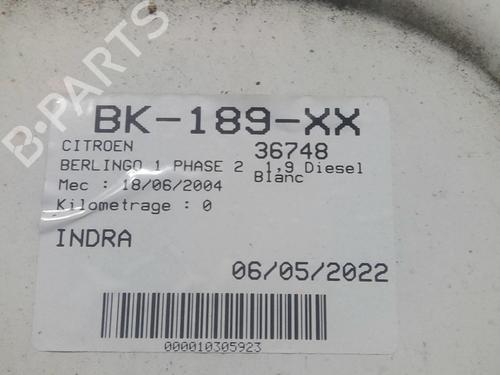 B-PARTS
BK-189-XX
CITROEN 36748
BERLINGO 1 PHASE 2 1,9 Diesel
Mec : 18/06/2004 Blanc
Kilometrage : 0
INDRA
06/05/2022
000010305923